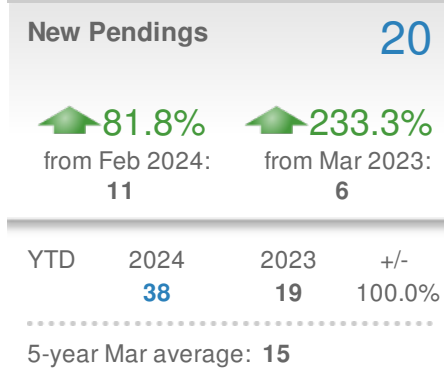 New Pendings 20
81.8% 233.3%
from Feb 2024: from Mar 2023:
11 6
YTD 2024 2023 +/-
38 19 100.0%
5-year Mar average: 15